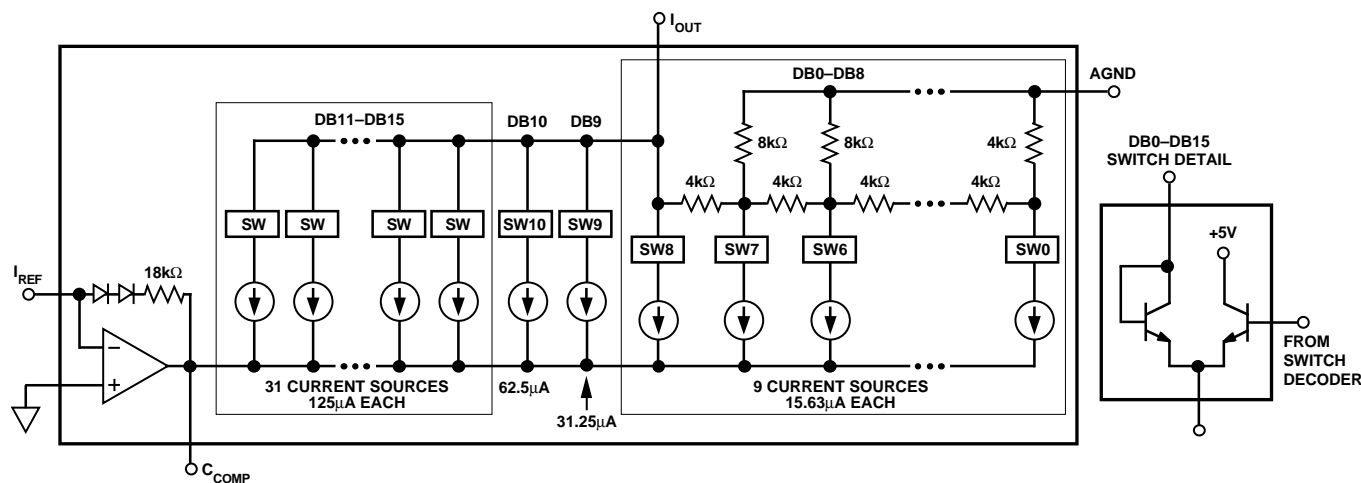 I_OUT
DB0–DB8
AGND
DB11–DB15
DB10
DB9
8kΩ
8kΩ
4kΩ
DB0–DB15
SWITCH DETAIL
4kΩ
4kΩ
4kΩ
4kΩ
SW
SW
SW
SW
SW10
SW9
SW8
SW7
SW6
SW0
+5V
I_REF
18kΩ
–
+
31 CURRENT SOURCES
125μA EACH
62.5μA
31.25μA
9 CURRENT SOURCES
15.63μA EACH
FROM
SWITCH
DECODER
C_COMP